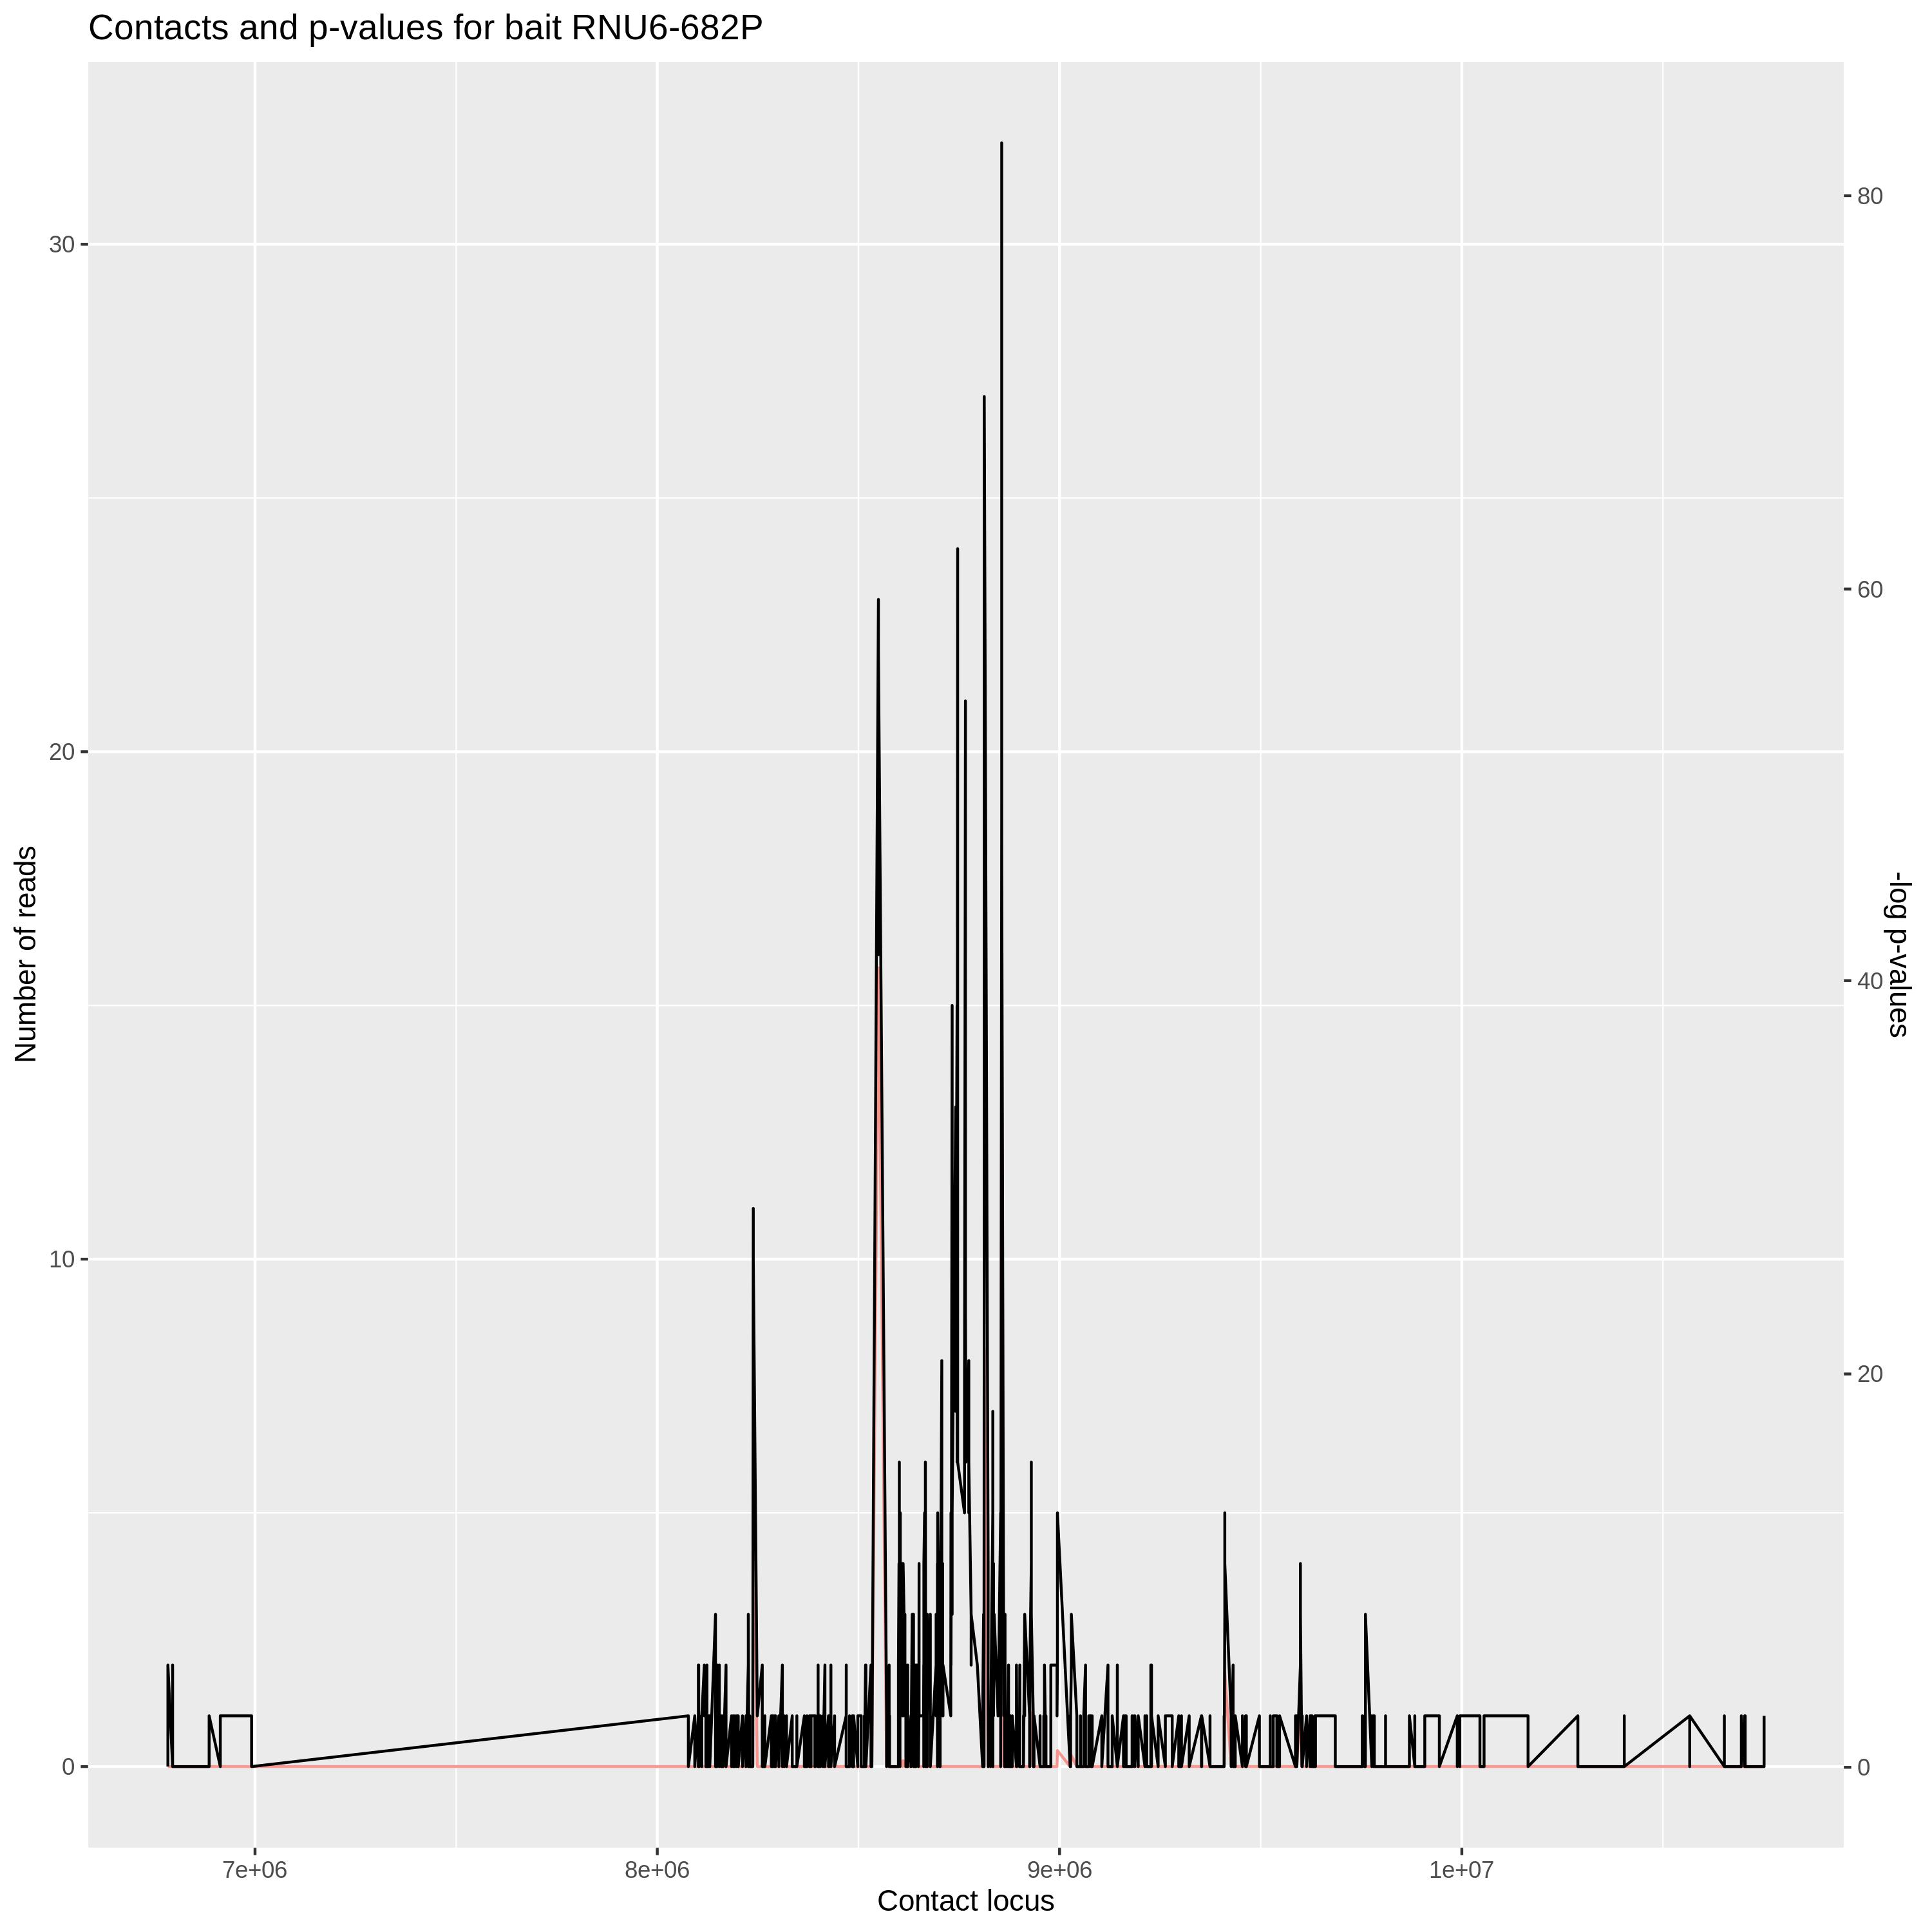 Contacts and p-values for bait RNU6-682P
30
20
10
0
80
60
40
20
0
Number of reads
-log p-values
7e+06
8e+06
9e+06
1e+07
Contact locus